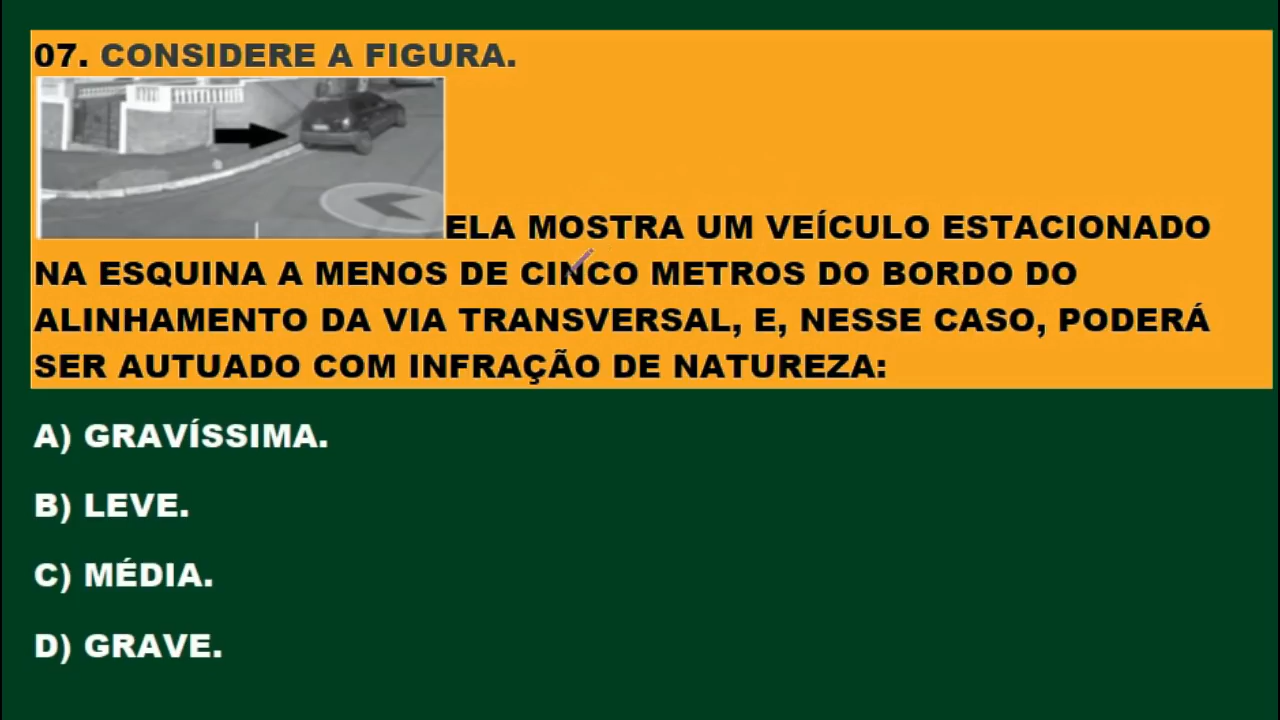 07. CONSIDERE A FIGURA.
ELA MOSTRA UM VEÍCULO ESTACIONADO
NA ESQUINA A MENOS DE CINCO METROS DO BORDO DO
ALINHAMENTO DA VIA TRANSVERSAL, E, NESSE CASO, PODERÁ
SER AUTUADO COM INFRAÇÃO DE NATUREZA:
A) GRAVÍSSIMA.
B) LEVE.
C) MÉDIA.
D) GRAVE.